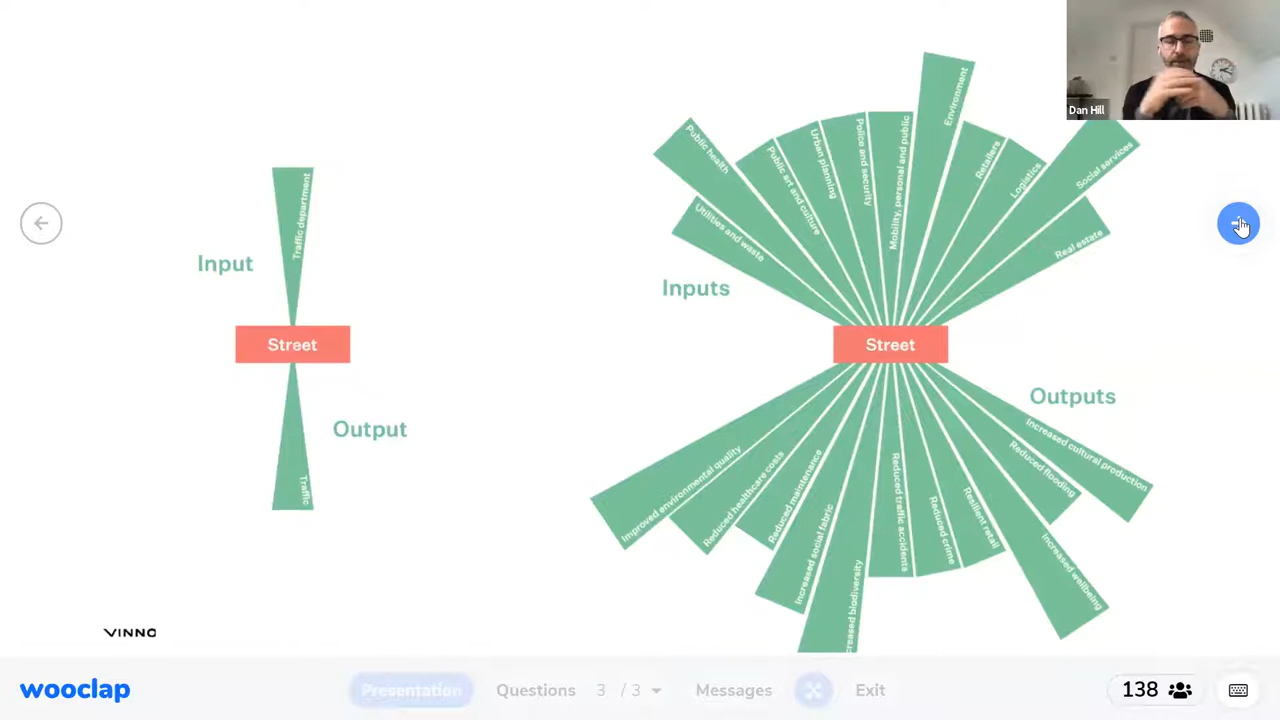 Dan Hill
Input
Traffic department
Street
Output
Traffic
Inputs
Utilities and waste
Public health
Public art and culture
Urban planning
Police and security
Mobility, personal and public
Environment
Retailers
Logistics
Social services
Real estate
Street
Outputs
Improved environmental quality
Reduced healthcare costs
Reduced maintenance
Increased social fabric
creased biodiversity
Reduced traffic accidents
Reduced crime
Resilient retail
Increased wellbeing
Reduced flooding
Increased cultural production
VINNO
wooclap
Presentation
Questions 3 / 3
Messages
Exit
138